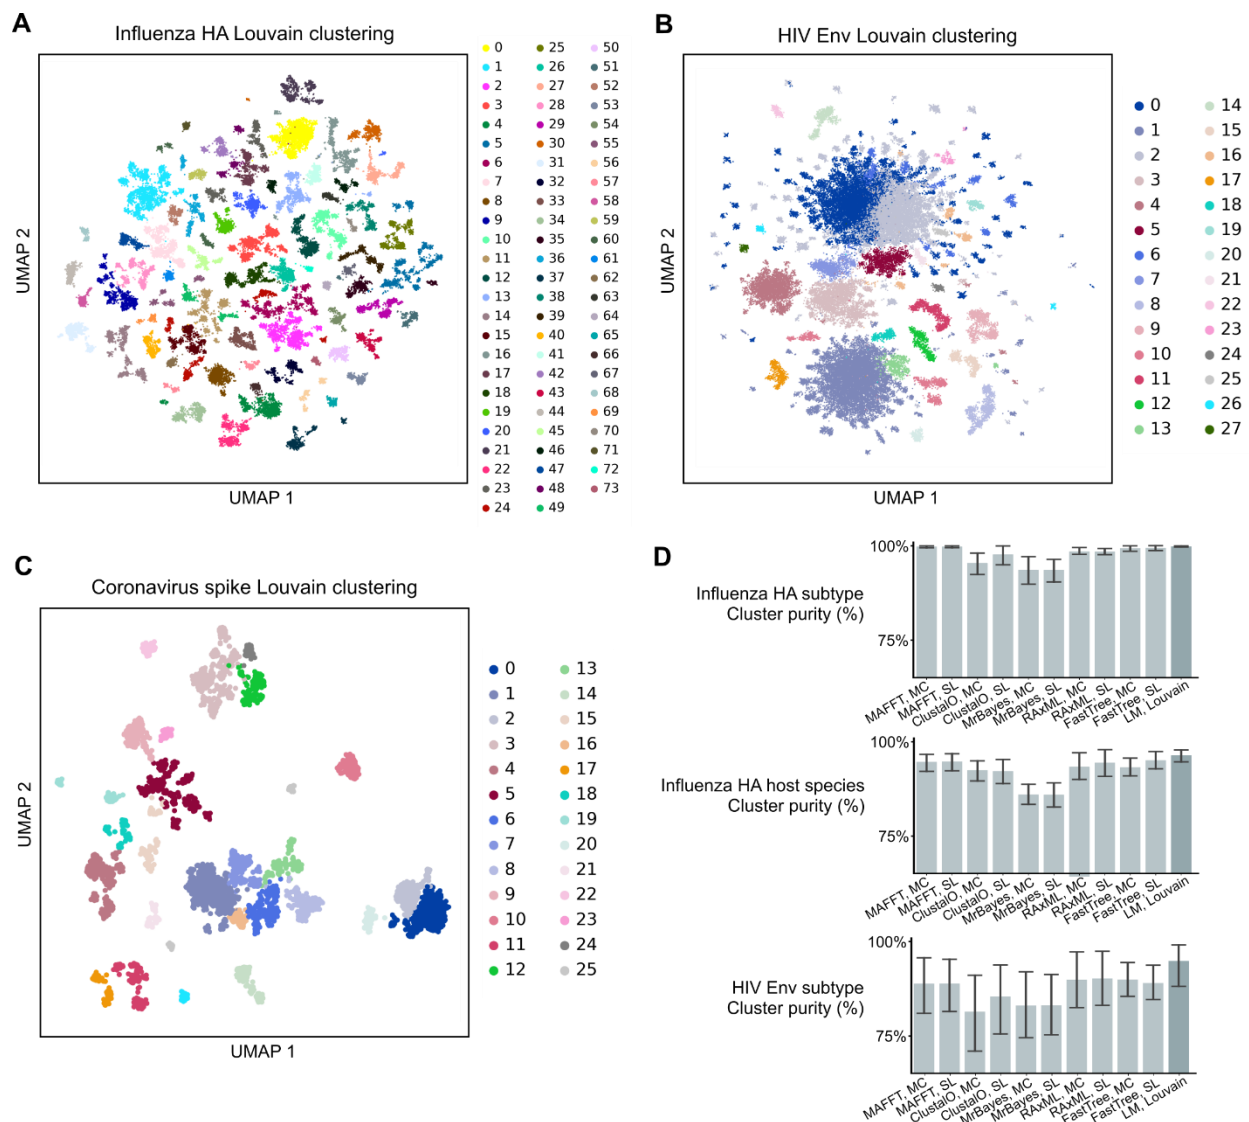 A
Influenza HA Louvain clustering
UMAP 2
UMAP 1
0 25 50
1 26 51
2 27 52
3 28 53
4 29 54
5 30 55
6 31 56
7 32 57
8 33 58
9 34 59
10 35 60
11 36 61
12 37 62
13 38 63
14 39 64
15 40 65
16 41 66
17 42 67
18 43 68
19 44 69
20 45 70
21 46 71
22 47 72
23 48 73
24 49
B
HIV Env Louvain clustering
UMAP 2
UMAP 1
0 14
1 15
2 16
3 17
4 18
5 19
6 20
7 21
8 22
9 23
10 24
11 25
12 26
13 27
C
Coronavirus spike Louvain clustering
UMAP 2
UMAP 1
0 13
1 14
2 15
3 16
4 17
5 18
6 19
7 20
8 21
9 22
10 23
11 24
12 25
D
Influenza HA subtype
Cluster purity (%)
100%
75%
MAFFT, MC
MAFFT, SL
ClustalO, MC
ClustalO, SL
MrBayes, MC
MrBayes, SL
RAxML, MC
RAxML, SL
FastTree, MC
FastTree, SL
LM, Louvain
Influenza HA host species
Cluster purity (%)
100%
75%
MAFFT, MC
MAFFT, SL
ClustalO, MC
ClustalO, SL
MrBayes, MC
MrBayes, SL
RAxML, MC
RAxML, SL
FastTree, MC
FastTree, SL
LM, Louvain
HIV Env subtype
Cluster purity (%)
100%
75%
MAFFT, MC
MAFFT, SL
ClustalO, MC
ClustalO, SL
MrBayes, MC
MrBayes, SL
RAxML, MC
RAxML, SL
FastTree, MC
FastTree, SL
LM, Louvain